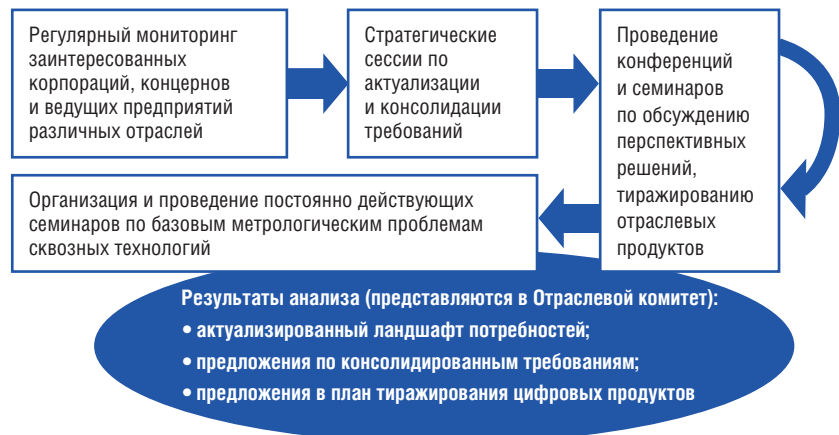 Регулярный мониторинг
заинтересованных
корпораций, концернов
и ведущих предприятий
различных отраслей
Стратегические
сессии по
актуализации
и консолидации
требований
Проведение
конференций
и семинаров
по обсуждению
перспективных
решений,
тиражированию
отраслевых
продуктов
Организация и проведение постоянно действующих
семинаров по базовым метрологическим проблемам
сквозных технологий
Результаты анализа (представляются в Отраслевой комитет):
• актуализированный ландшафт потребностей;
• предложения по консолидированным требованиям;
• предложения в план тиражирования цифровых продуктов